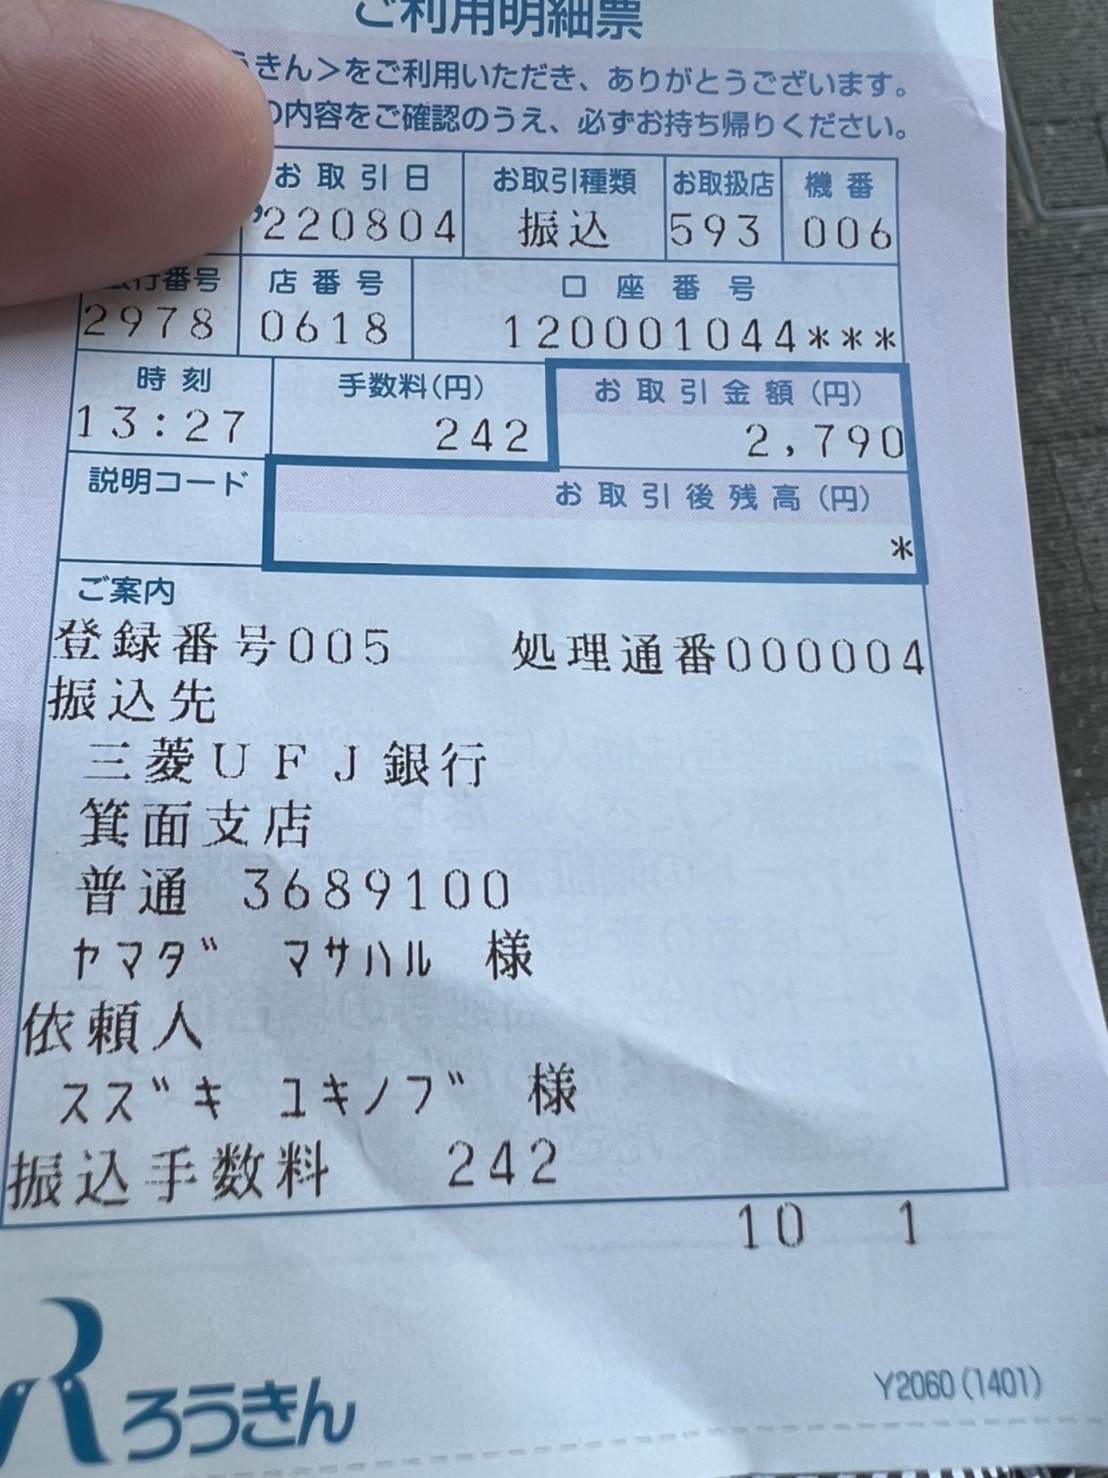 ご利用明細票
うきん＞をご利用いただき、ありがとうございます。
の内容をご確認のうえ、必ずお持ち帰りください。
お取引日 お取引種類 お取扱店 機番
'220804 振込 593 006
行番号 店番号 口座番号
2978 0618 120001044***
時刻 手数料(円) お取引金額(円)
13:27 242 2,790
説明コード お取引後残高(円)
*
ご案内
登録番号005 処理通番000004
振込先
三菱ＵＦＪ銀行
箕面支店
普通 3689100
ﾔﾏﾀﾞ ﾏｻﾊﾙ 様
依頼人
ｽｽﾞｷ ﾕｷﾉﾌﾞ 様
振込手数料 242
10 1
ろうきん
Y2060(1401)